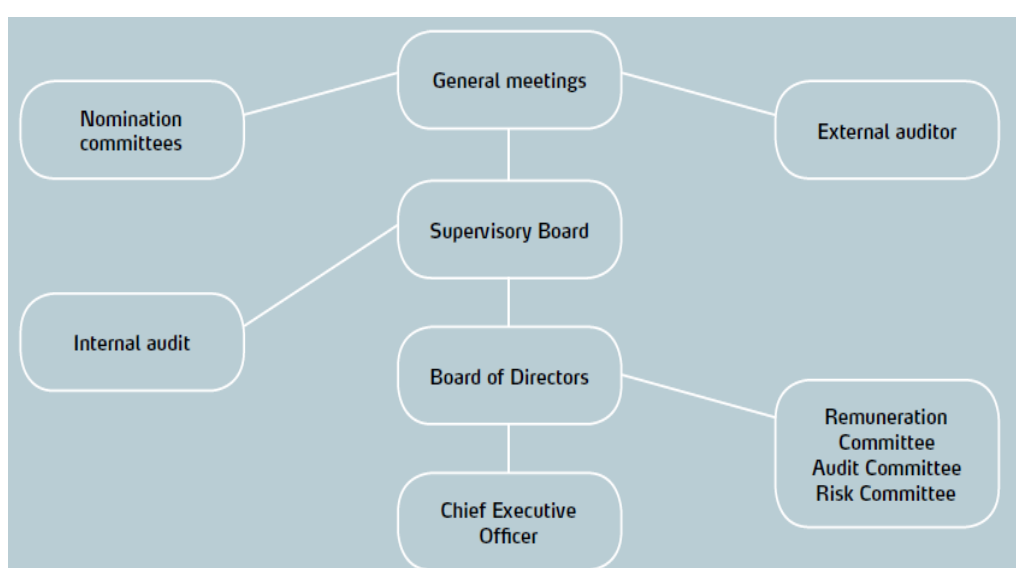 General meetings
Nomination
committees
External auditor
Supervisory Board
Internal audit
Board of Directors
Remuneration
Committee
Audit Committee
Risk Committee
Chief Executive
Officer